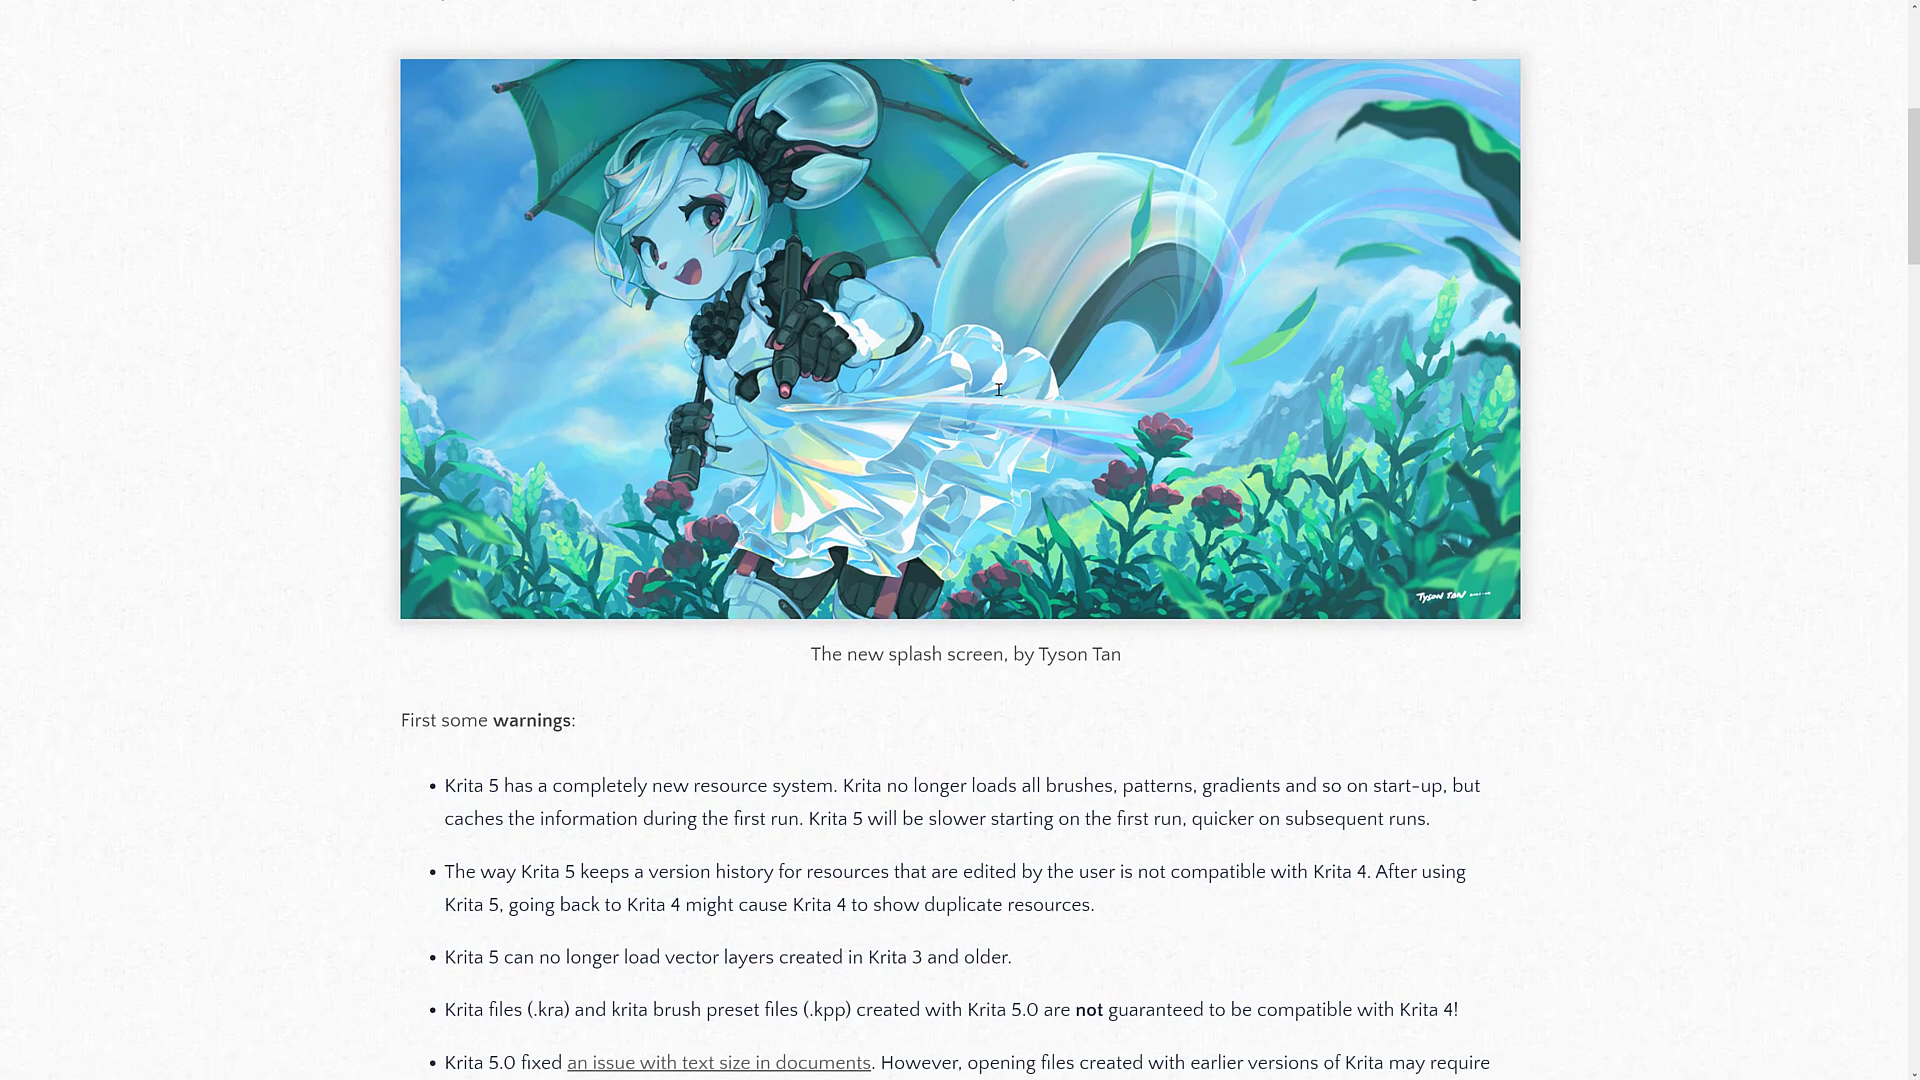 TYSON TAN
The new splash screen, by Tyson Tan
First some warnings:
• Krita 5 has a completely new resource system. Krita no longer loads all brushes, patterns, gradients and so on start-up, but
caches the information during the first run. Krita 5 will be slower starting on the first run, quicker on subsequent runs.
• The way Krita 5 keeps a version history for resources that are edited by the user is not compatible with Krita 4. After using
Krita 5, going back to Krita 4 might cause Krita 4 to show duplicate resources.
• Krita 5 can no longer load vector layers created in Krita 3 and older.
• Krita files (.kra) and krita brush preset files (.kpp) created with Krita 5.0 are not guaranteed to be compatible with Krita 4!
• Krita 5.0 fixed an issue with text size in documents. However, opening files created with earlier versions of Krita may require